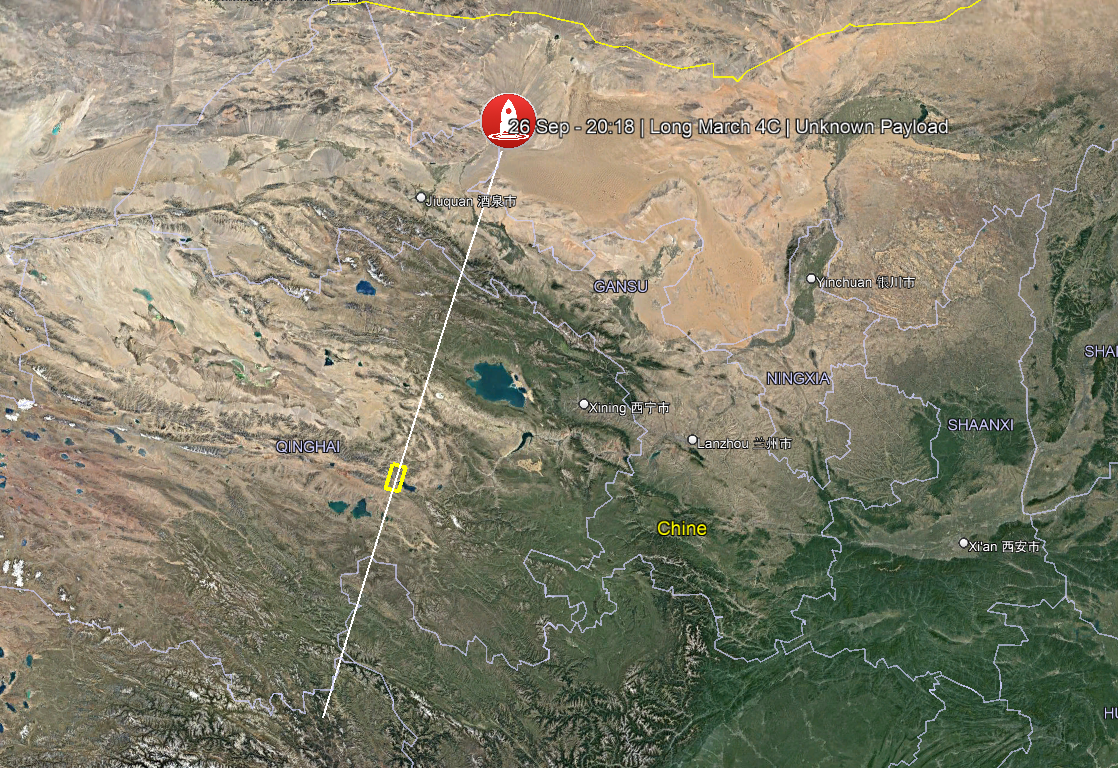 26 Sep - 20:18 | Long March 4C | Unknown Payload
Jiuquan 酒泉市
GANSU
Yinchuan 银川市
SHA
NINGXIA
Xining 西宁市
SHAANXI
QINGHAI
Lanzhou 兰州市
Chine
Xi'an 西安市
HU